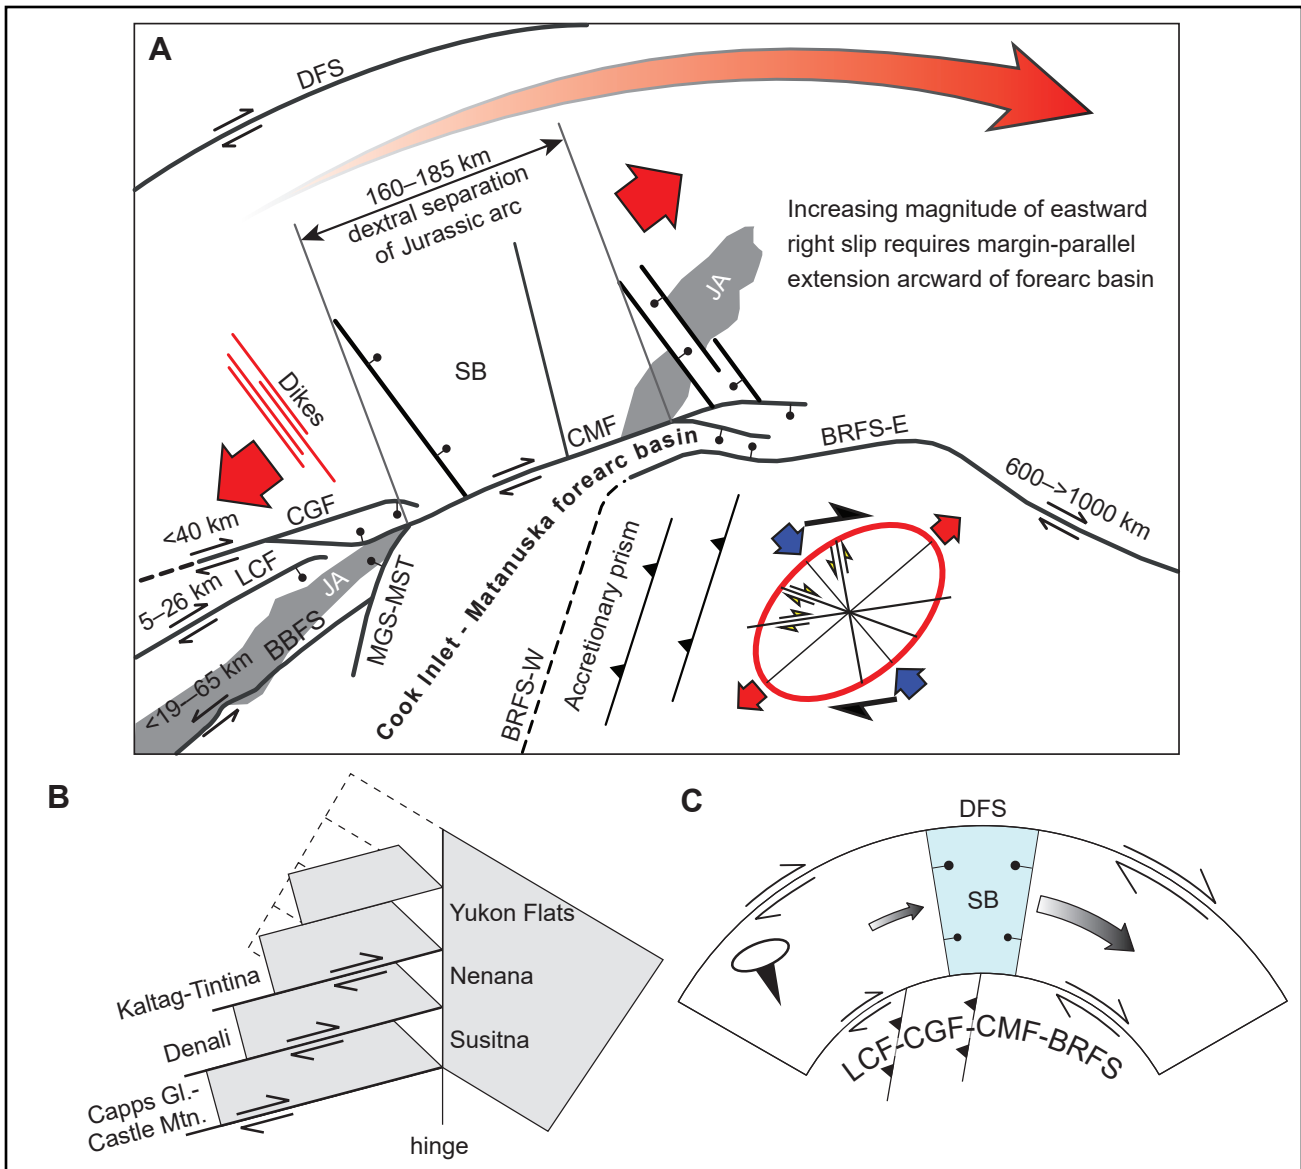 A
DFS
160–185 km
dextral separation
of Jurassic arc
Increasing magnitude of eastward
right slip requires margin-parallel
extension arcward of forearc basin
JA
SB
Dikes
CMF
BRFS-E
600–>1000 km
Cook Inlet - Matanuska forearc basin
CGF
<40 km
LCF
5–26 km
JA
BBFS
<19–65 km
MGS-MST
BRFS-W
Accretionary prism
B
Yukon Flats
Nenana
Susitna
Kaltag-Tintina
Denali
Capps Gl.-
Castle Mtn.
hinge
C
DFS
SB
LCF-CGF-CMF-BRFS